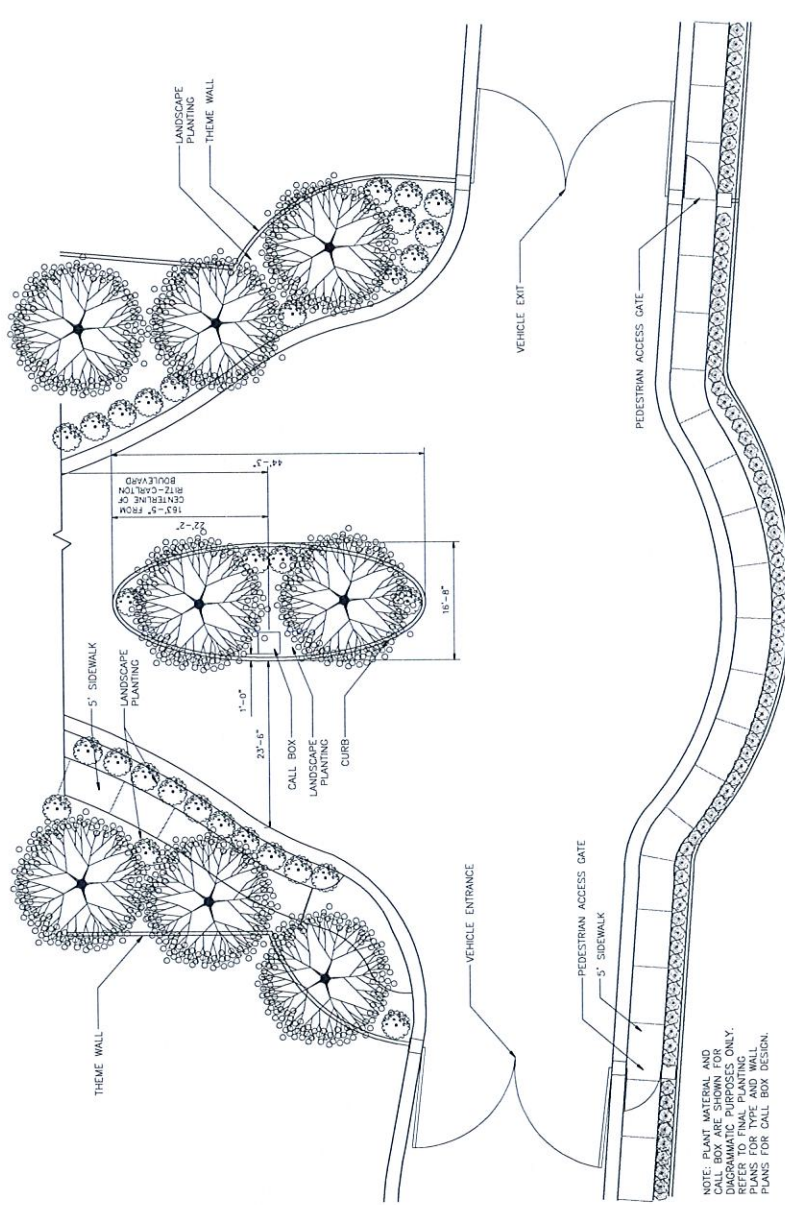 THEME WALL
5' SIDEWALK
LANDSCAPE
PLANTING
23'-6"
1'-0"
CALL BOX
LANDSCAPE
PLANTING
CURB
VEHICLE ENTRANCE
PEDESTRIAN ACCESS GATE
5' SIDEWALK
NOTE: PLANT MATERIAL AND
CALL BOX ARE SHOWN FOR
DIAGRAMMATIC PURPOSES ONLY.
REFER TO FINAL PLANTING
PLANS FOR TYPE AND WALL
PLANS FOR CALL BOX DESIGN.
163'-5" FROM
CENTERLINE OF
RITZ-CARLTON
BOULEVARD
22'-2"
44'-3"
16'-8"
LANDSCAPE
PLANTING
THEME WALL
VEHICLE EXIT
PEDESTRIAN ACCESS GATE